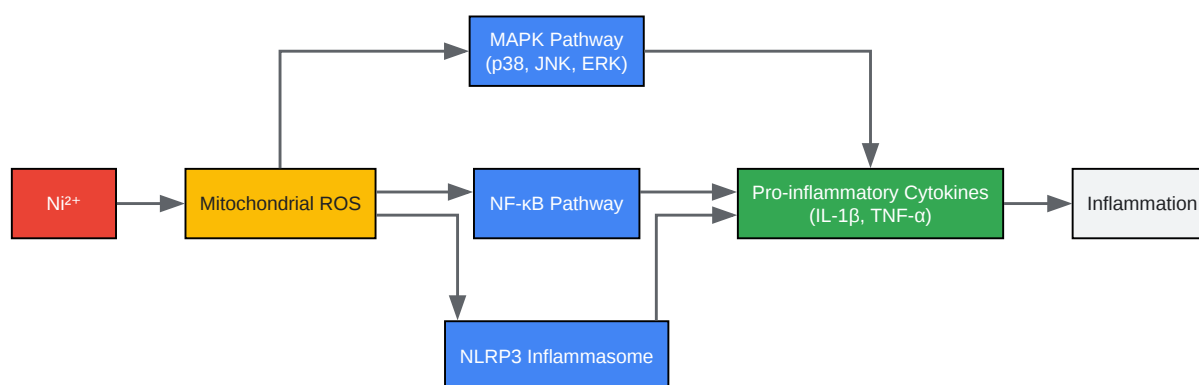 MAPK Pathway
(p38, JNK, ERK)
Ni²⁺
Mitochondrial ROS
NF-κB Pathway
Pro-inflammatory Cytokines
(IL-1β, TNF-α)
Inflammation
NLRP3 Inflammasome